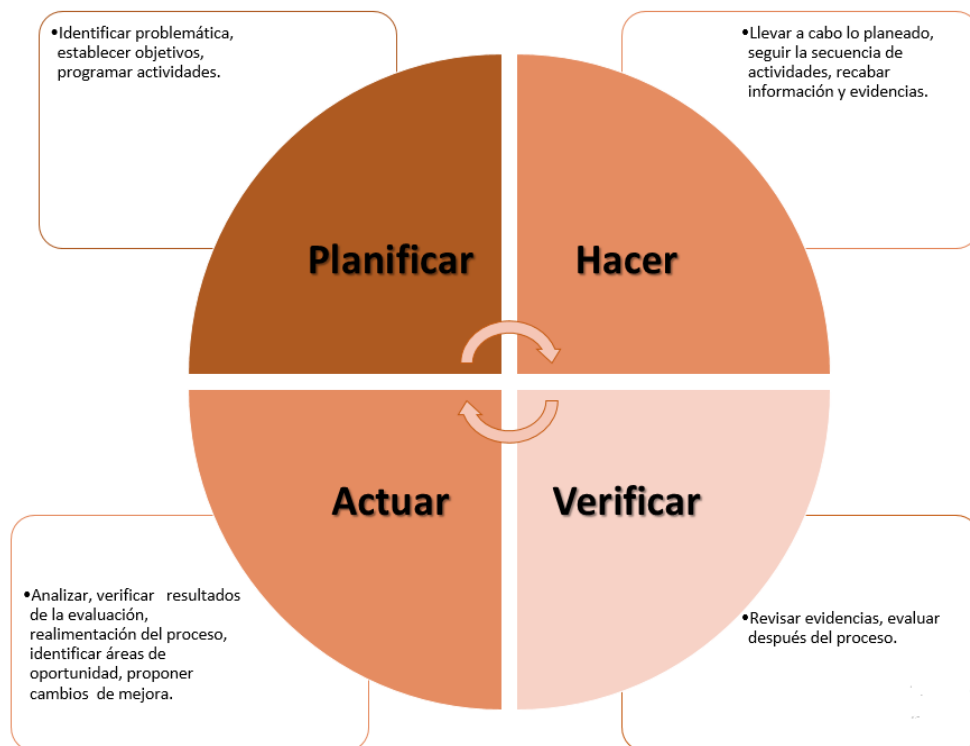 •Identificar problemática,
establecer objetivos,
programar actividades.
•Llevar a cabo lo planeado,
seguir la secuencia de
actividades, recabar
información y evidencias.
Planificar
Hacer
Actuar
Verificar
•Analizar, verificar resultados
de la evaluación,
realimentación del proceso,
identificar áreas de
oportunidad, proponer
cambios de mejora.
•Revisar evidencias, evaluar
después del proceso.